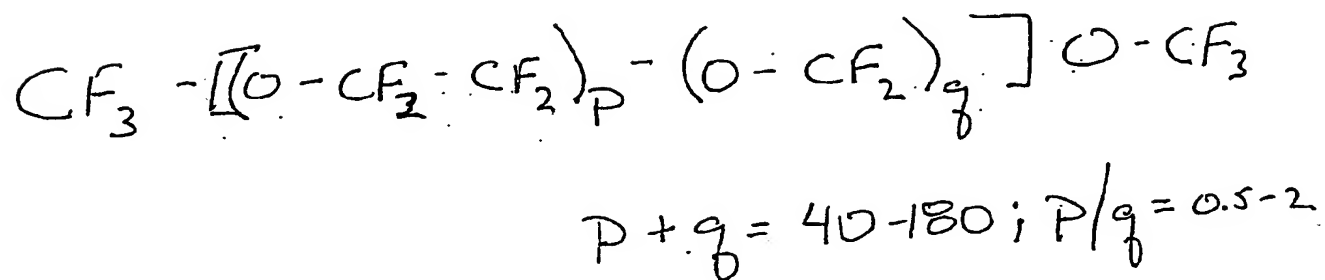 CF₃-[(O-CF₂-CF₂)ₚ-(O-CF₂)q]O-CF₃
P+q=40-180; P/q=0.5-2